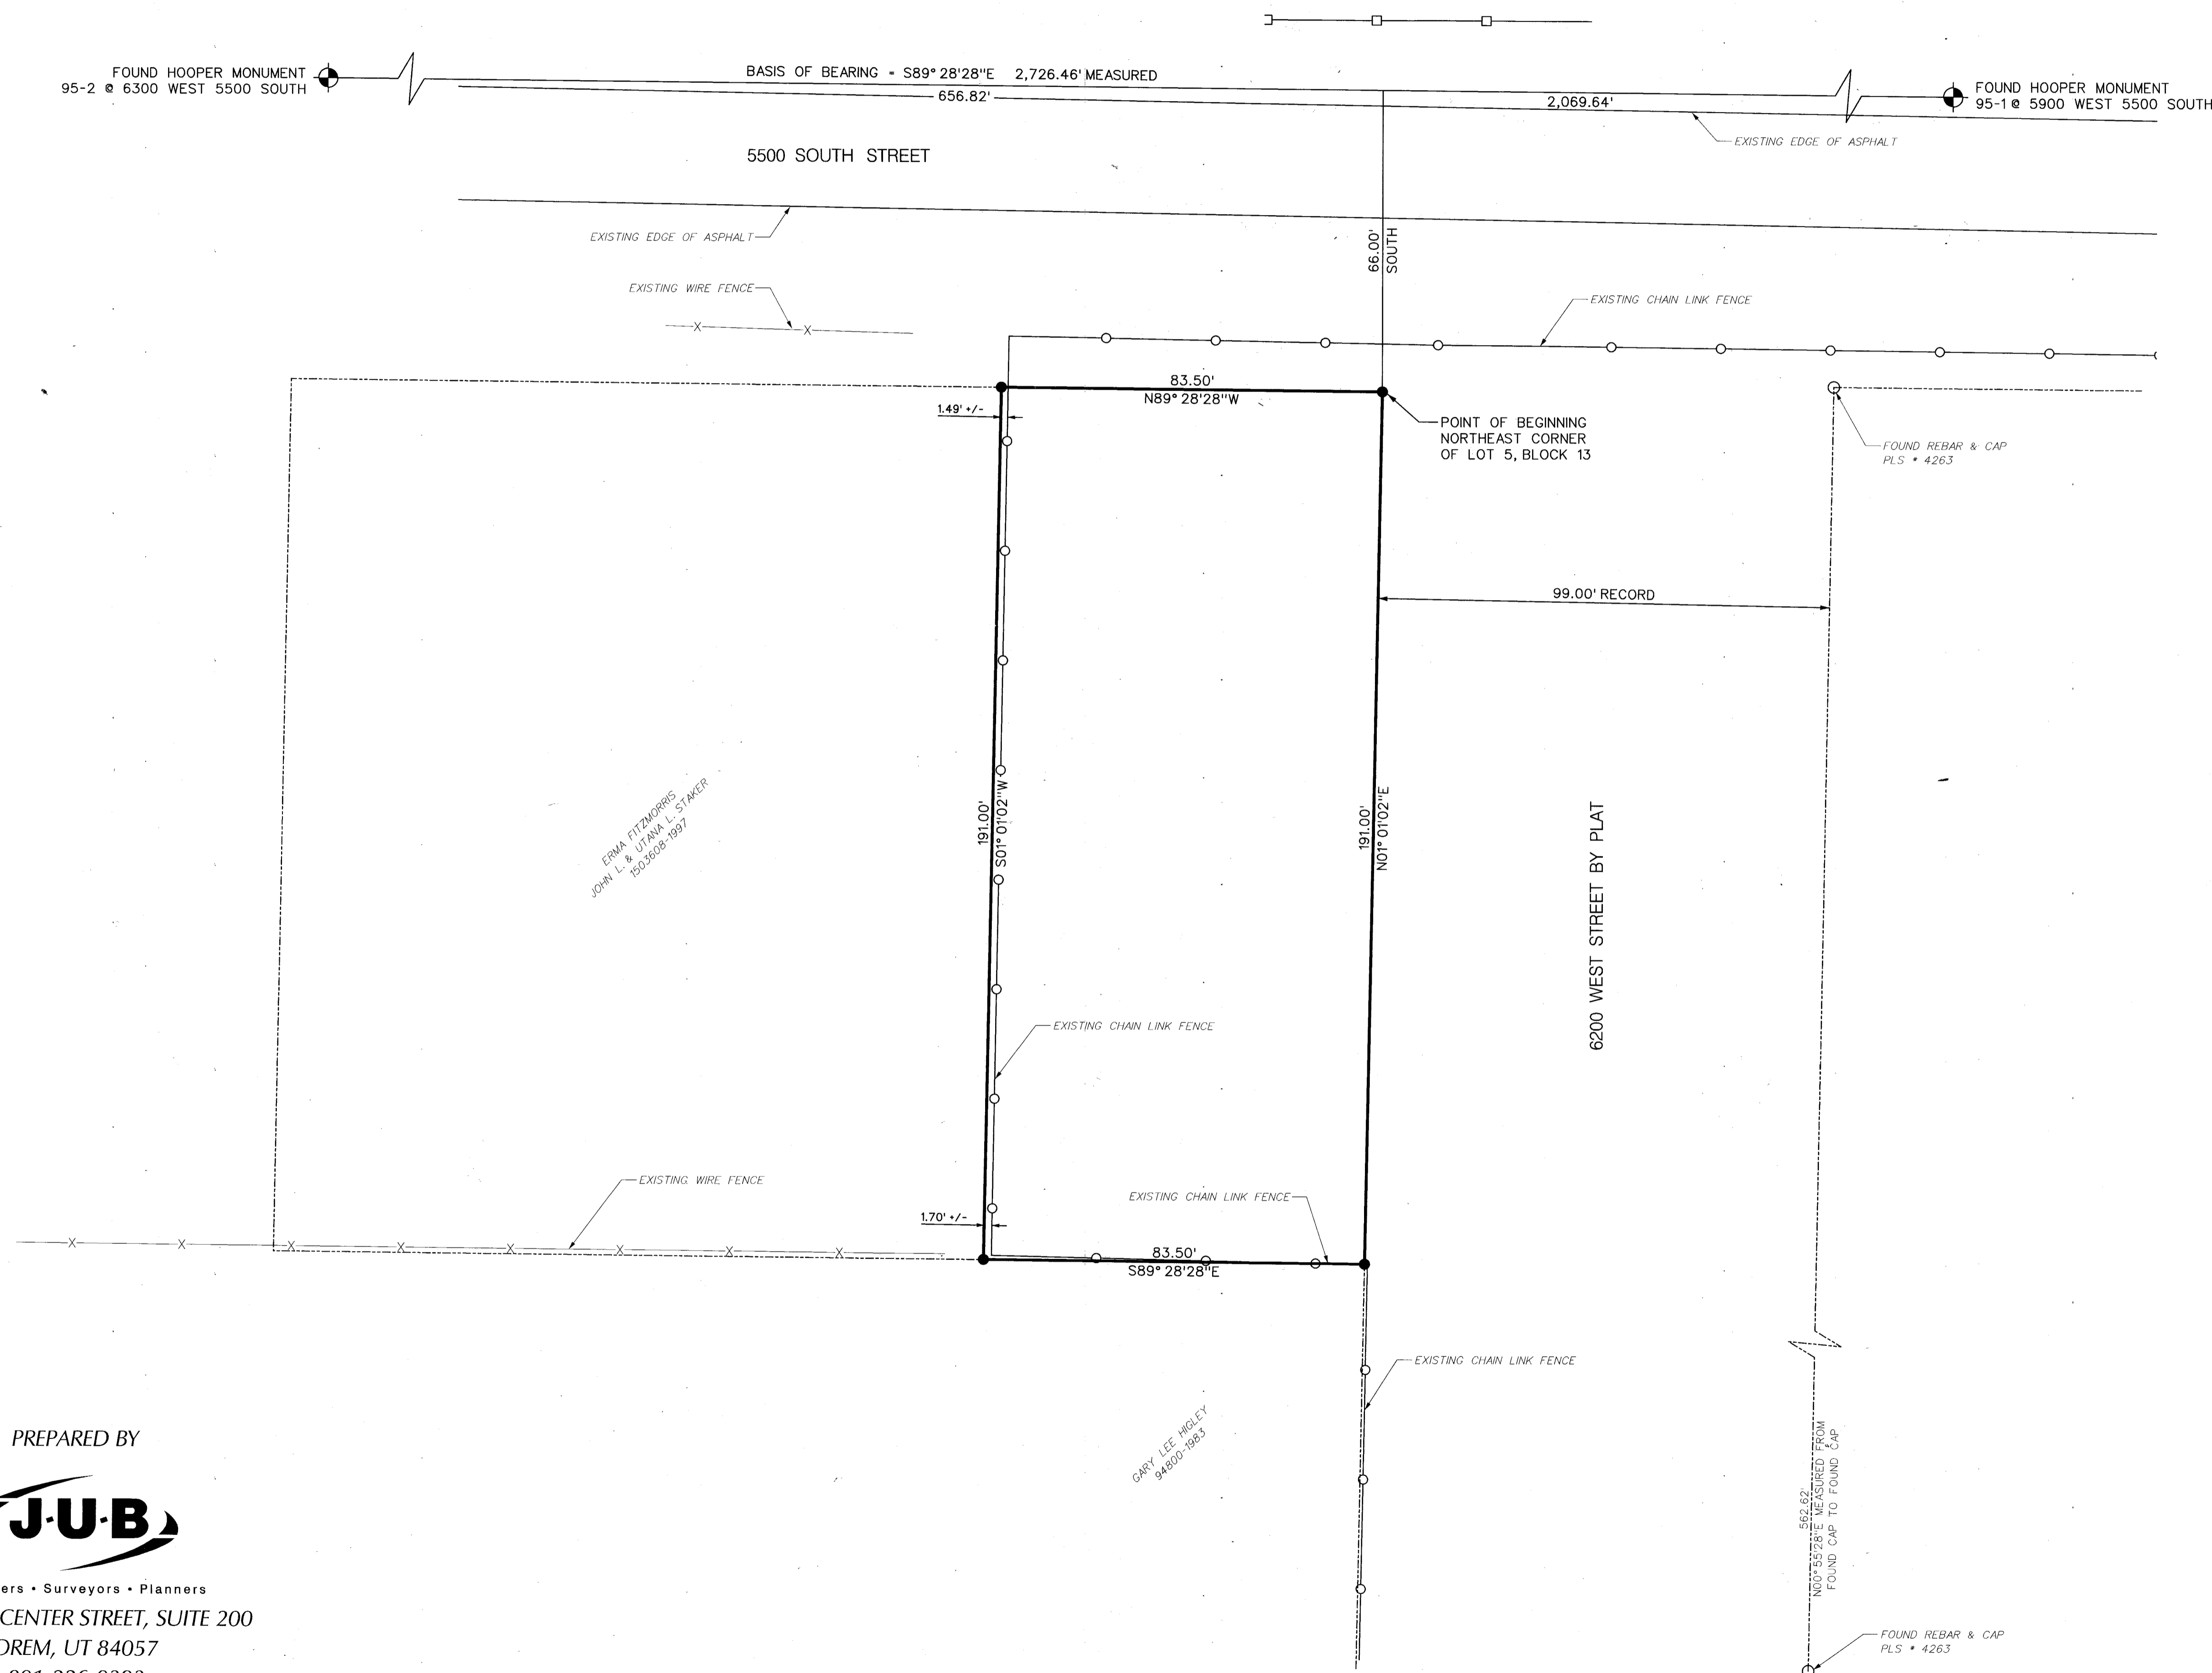 FOUND HOOPER MONUMENT
95-2 @ 6300 WEST 5500 SOUTH
BASIS OF BEARING = S89°28'28"E 2,726.46' MEASURED
656.82'
2,069.64'
FOUND HOOPER MONUMENT
95-1 @ 5900 WEST 5500 SOUTH
EXISTING EDGE OF ASPHALT
5500 SOUTH STREET
EXISTING EDGE OF ASPHALT
66.00'
SOUTH
EXISTING WIRE FENCE
EXISTING CHAIN LINK FENCE
83.50'
N89°28'28"W
1.49' +/-
POINT OF BEGINNING
NORTHEAST CORNER
OF LOT 5, BLOCK 13
FOUND REBAR & CAP
PLS # 4263
99.00' RECORD
ERMA FITZMORRIS
JOHN L. & UTANA L. STAKER
1503608-1997
191.00'
S01°01'02"W
191.00'
N01°01'02"E
6200 WEST STREET BY PLAT
EXISTING CHAIN LINK FENCE
EXISTING WIRE FENCE
EXISTING CHAIN LINK FENCE
1.70' +/-
83.50'
S89°28'28"E
EXISTING CHAIN LINK FENCE
GARY LEE HIGLEY
94800-1983
562.62'
N00°55'28"E MEASURED FROM
FOUND CAP TO FOUND CAP
FOUND REBAR & CAP
PLS # 4263
PREPARED BY
J·U·B
ers • Surveyors • Planners
CENTER STREET, SUITE 200
OREM, UT 84057